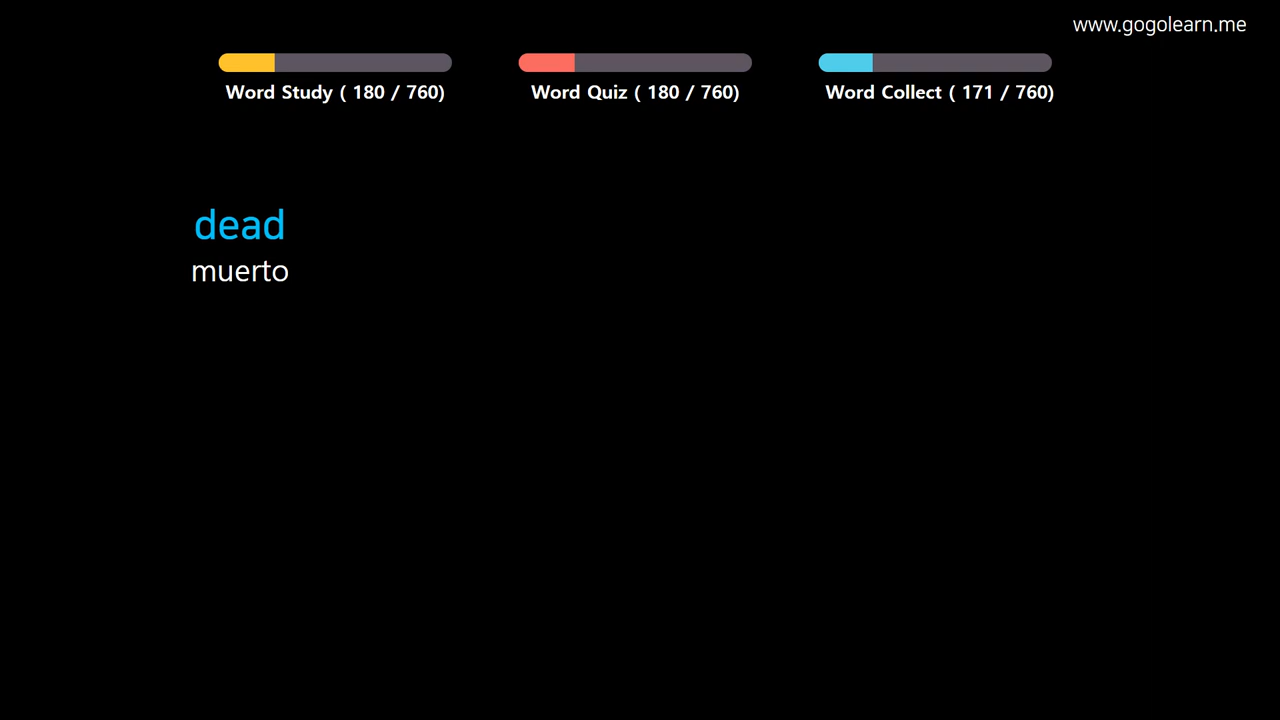 www.gogolearn.me
Word Study ( 180 / 760)
Word Quiz ( 180 / 760)
Word Collect ( 171 / 760)
dead
muerto